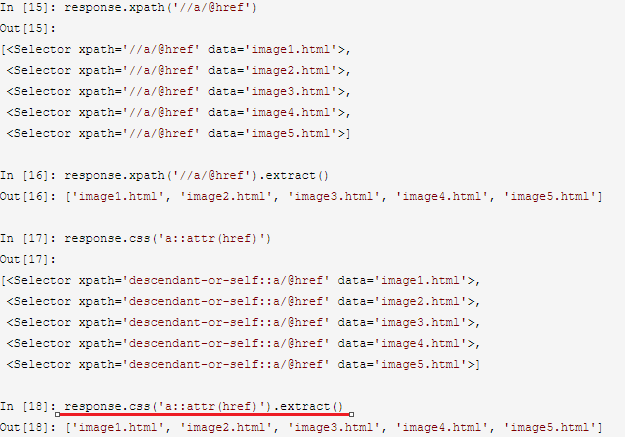 In [15]: response.xpath('//a/@href')
Out[15]:
[<Selector xpath='//a/@href' data='image1.html'>,
 <Selector xpath='//a/@href' data='image2.html'>,
 <Selector xpath='//a/@href' data='image3.html'>,
 <Selector xpath='//a/@href' data='image4.html'>,
 <Selector xpath='//a/@href' data='image5.html'>]
In [16]: response.xpath('//a/@href').extract()
Out[16]: ['image1.html', 'image2.html', 'image3.html', 'image4.html', 'image5.html']
In [17]: response.css('a::attr(href)')
Out[17]:
[<Selector xpath='descendant-or-self::a/@href' data='image1.html'>,
 <Selector xpath='descendant-or-self::a/@href' data='image2.html'>,
 <Selector xpath='descendant-or-self::a/@href' data='image3.html'>,
 <Selector xpath='descendant-or-self::a/@href' data='image4.html'>,
 <Selector xpath='descendant-or-self::a/@href' data='image5.html'>]
In [18]: response.css('a::attr(href)').extract()
Out[18]: ['image1.html', 'image2.html', 'image3.html', 'image4.html', 'image5.html']